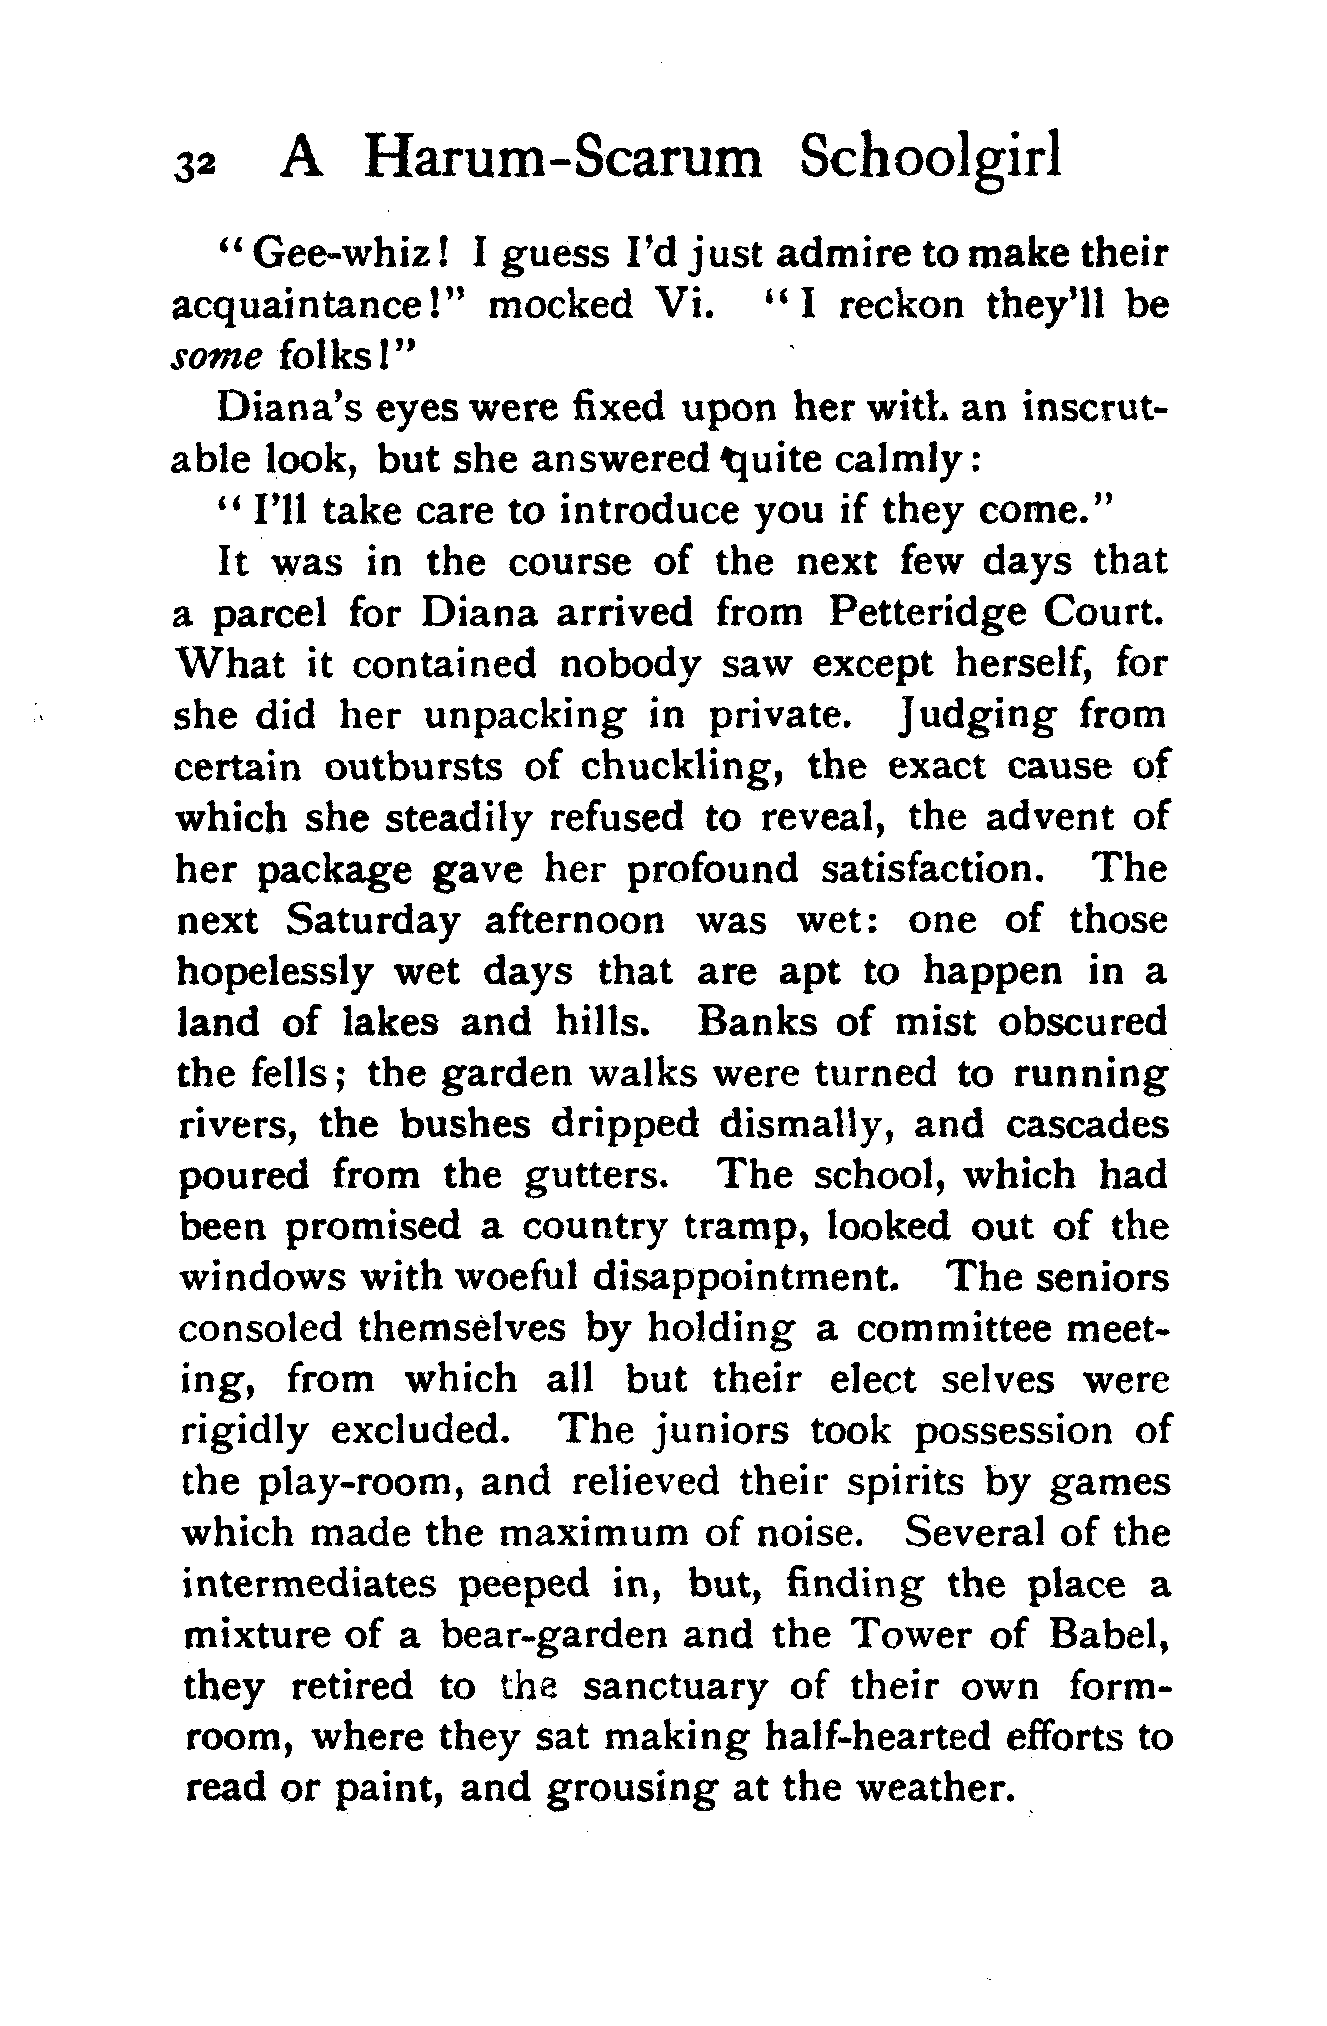 32 A Harum-Scarum Schoolgirl
"Gee-whiz! I guess I'd just admire to make their
acquaintance!" mocked Vi. "I reckon they'll be
some folks!"
Diana's eyes were fixed upon her with an inscrut-
able look, but she answered quite calmly:
"I'll take care to introduce you if they come."
It was in the course of the next few days that
a parcel for Diana arrived from Petteridge Court.
What it contained nobody saw except herself, for
she did her unpacking in private. Judging from
certain outbursts of chuckling, the exact cause of
which she steadily refused to reveal, the advent of
her package gave her profound satisfaction. The
next Saturday afternoon was wet: one of those
hopelessly wet days that are apt to happen in a
land of lakes and hills. Banks of mist obscured
the fells; the garden walks were turned to running
rivers, the bushes dripped dismally, and cascades
poured from the gutters. The school, which had
been promised a country tramp, looked out of the
windows with woeful disappointment. The seniors
consoled themselves by holding a committee meet-
ing, from which all but their elect selves were
rigidly excluded. The juniors took possession of
the play-room, and relieved their spirits by games
which made the maximum of noise. Several of the
intermediates peeped in, but, finding the place a
mixture of a bear-garden and the Tower of Babel,
they retired to the sanctuary of their own form-
room, where they sat making half-hearted efforts to
read or paint, and grousing at the weather.